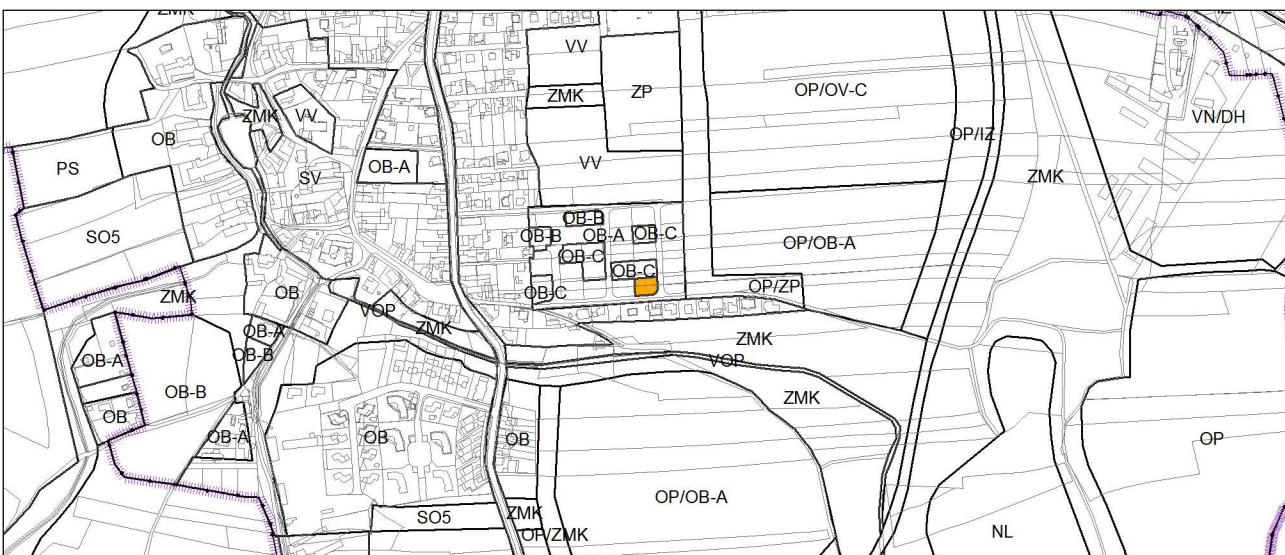 ZMK
VV
ZMK
ZP
OP/OV-C
VN/DH
ZMK
VV
OB
OP/IZ
PS
OB-A
VV
SV
ZMK
OB-B
SO5
OB-B
OB-A
OB-C
OP/OB-A
OB-C
OB-C
OP/ZP
OB
OB-C
ZMK
VOP
ZMK
OB-A
ZMK
OB-B
VOP
OB-A
OB-B
ZMK
OB
OB-A
OB
OB
OP
OP/OB-A
SO5
ZMK
OP/ZMK
NL